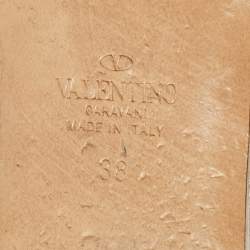 VALENTINO
GARAVANI
MADE IN ITALY
38